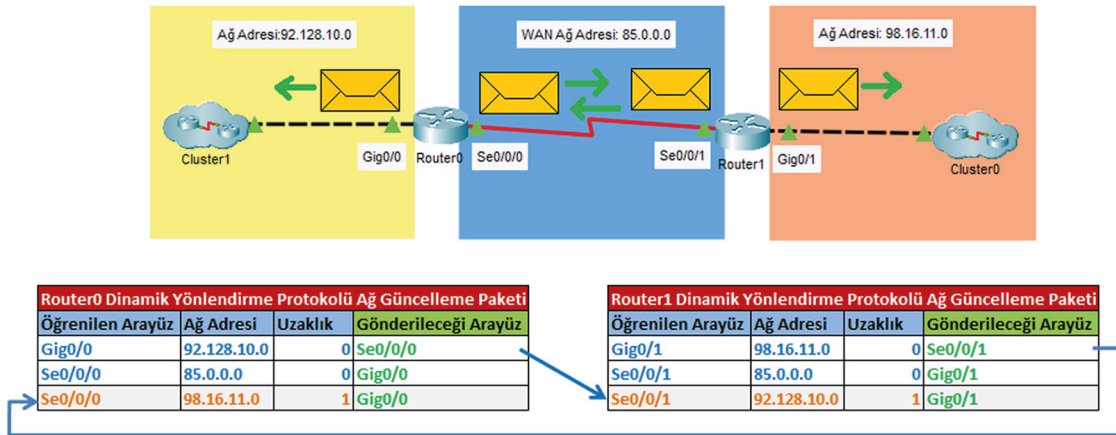 Ağ Adresi:92.128.10.0
WAN Ağ Adresi: 85.0.0.0
Ağ Adresi: 98.16.11.0
Cluster1
Gig0/0
Router0
Se0/0/0
Se0/0/1
Router1
Gig0/1
Cluster0
Router0 Dinamik Yönlendirme Protokolü Ağ Güncelleme Paketi
Öğrenilen Arayüz Ağ Adresi Uzaklık Gönderileceği Arayüz
Gig0/0 92.128.10.0 0 Se0/0/0
Se0/0/0 85.0.0.0 0 Gig0/0
Se0/0/0 98.16.11.0 1 Gig0/0
Router1 Dinamik Yönlendirme Protokolü Ağ Güncelleme Paketi
Öğrenilen Arayüz Ağ Adresi Uzaklık Gönderileceği Arayüz
Gig0/1 98.16.11.0 0 Se0/0/1
Se0/0/1 85.0.0.0 0 Gig0/1
Se0/0/1 92.128.10.0 1 Gig0/1